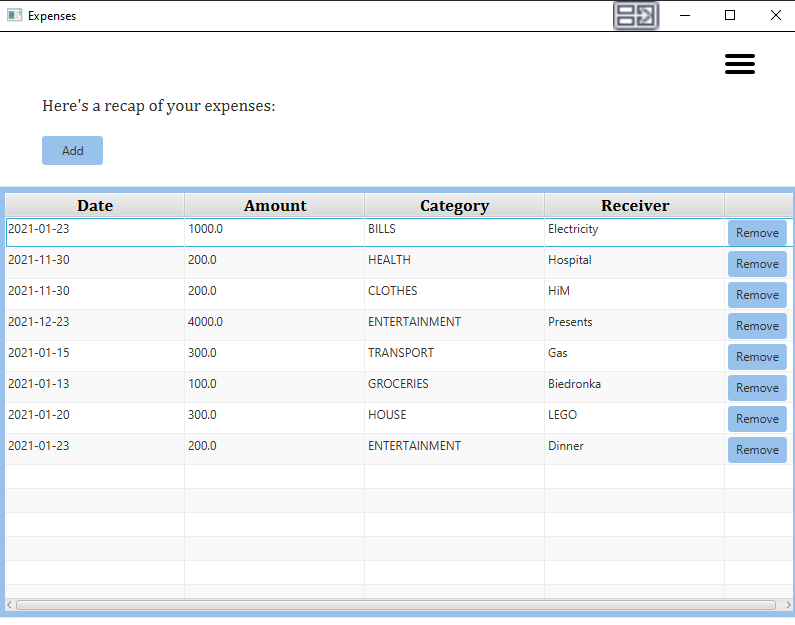 Expenses
Here's a recap of your expenses:
Add
Date Amount Category Receiver
2021-01-23 1000.0 BILLS Electricity Remove
2021-11-30 200.0 HEALTH Hospital Remove
2021-11-30 200.0 CLOTHES HiM Remove
2021-12-23 4000.0 ENTERTAINMENT Presents Remove
2021-01-15 300.0 TRANSPORT Gas Remove
2021-01-13 100.0 GROCERIES Biedronka Remove
2021-01-20 300.0 HOUSE LEGO Remove
2021-01-23 200.0 ENTERTAINMENT Dinner Remove